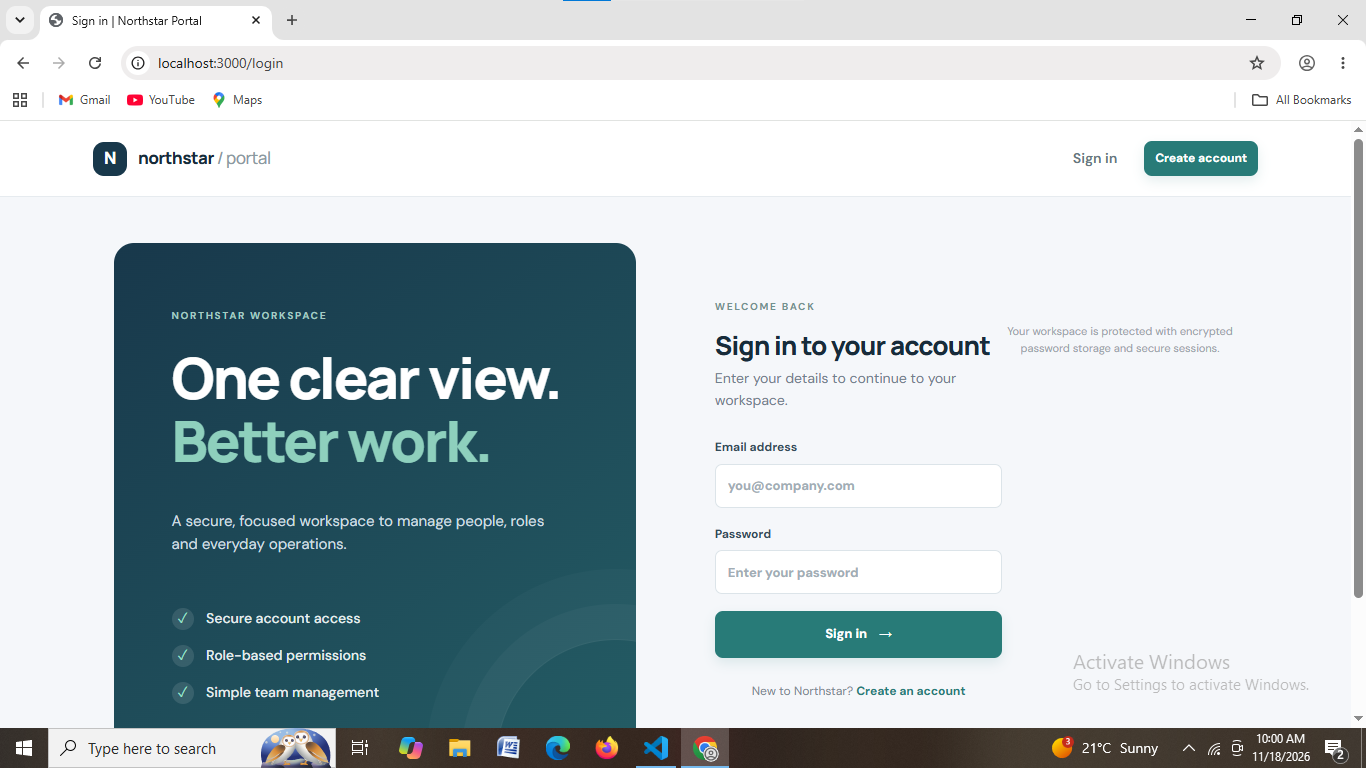 Sign in | Northstar Portal
localhost:3000/login
Gmail
YouTube
Maps
All Bookmarks
N
northstar / portal
Sign in
Create account
NORTHSTAR WORKSPACE
One clear view.
Better work.
A secure, focused workspace to manage people, roles
and everyday operations.
✓ Secure account access
✓ Role-based permissions
✓ Simple team management
WELCOME BACK
Sign in to your account
Enter your details to continue to your
workspace.
Your workspace is protected with encrypted
password storage and secure sessions.
Email address
you@company.com
Password
Enter your password
Sign in →
New to Northstar? Create an account
Activate Windows
Go to Settings to activate Windows.
Type here to search
3
21°C Sunny
10:00 AM
11/18/2026
2